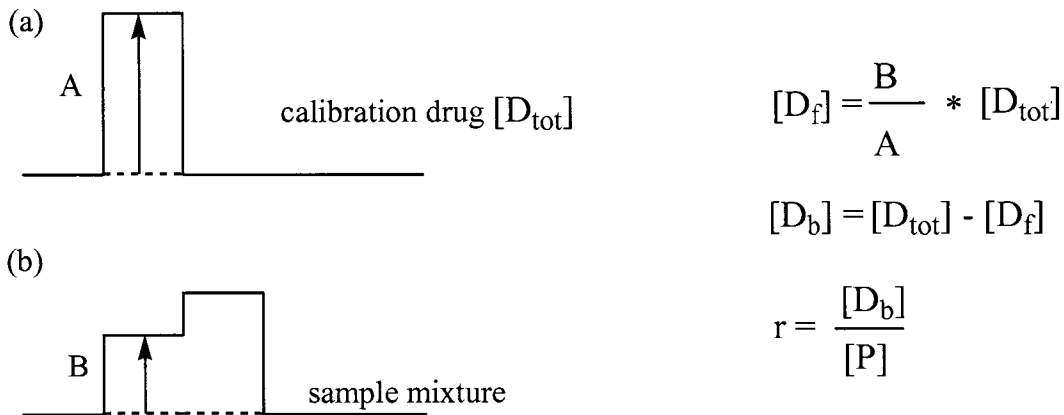 (a)
A
calibration drug [D_tot]
(b)
B
sample mixture
[D_f] = B/A * [D_tot]
[D_b] = [D_tot] - [D_f]
r = [D_b]/[P]